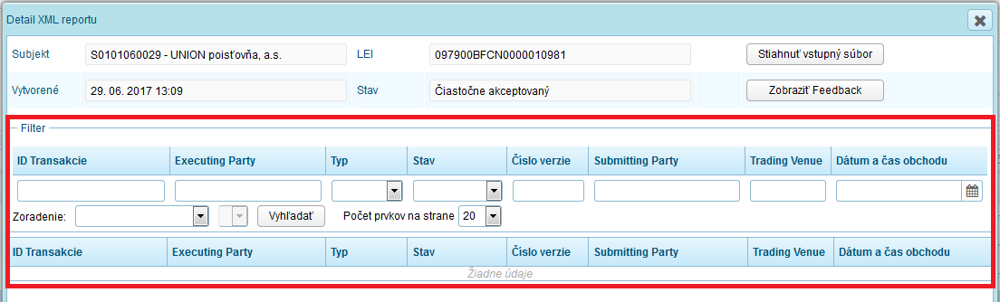 Detail XML reportu
Subjekt S0101060029 - UNION poisťovňa, a.s. LEI 097900BFCN0000010981 Stiahnuť vstupný súbor
Vytvorené 29. 06. 2017 13:09 Stav Čiastočne akceptovaný Zobraziť Feedback
Filter
ID Transakcie Executing Party Typ Stav Číslo verzie Submitting Party Trading Venue Dátum a čas obchodu
Zoradenie: Vyhľadať Počet prvkov na strane 20
ID Transakcie Executing Party Typ Stav Číslo verzie Submitting Party Trading Venue Dátum a čas obchodu
Žiadne údaje